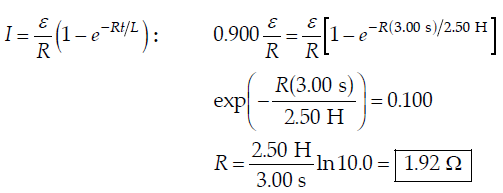 I = ε/R (1 − e^(−Rt/L)) : 0.900 ε/R = ε/R [1 − e^(−R(3.00 s)/2.50 H)]
exp(− R(3.00 s)/2.50 H) = 0.100
R = 2.50 H/3.00 s ln 10.0 = 1.92 Ω